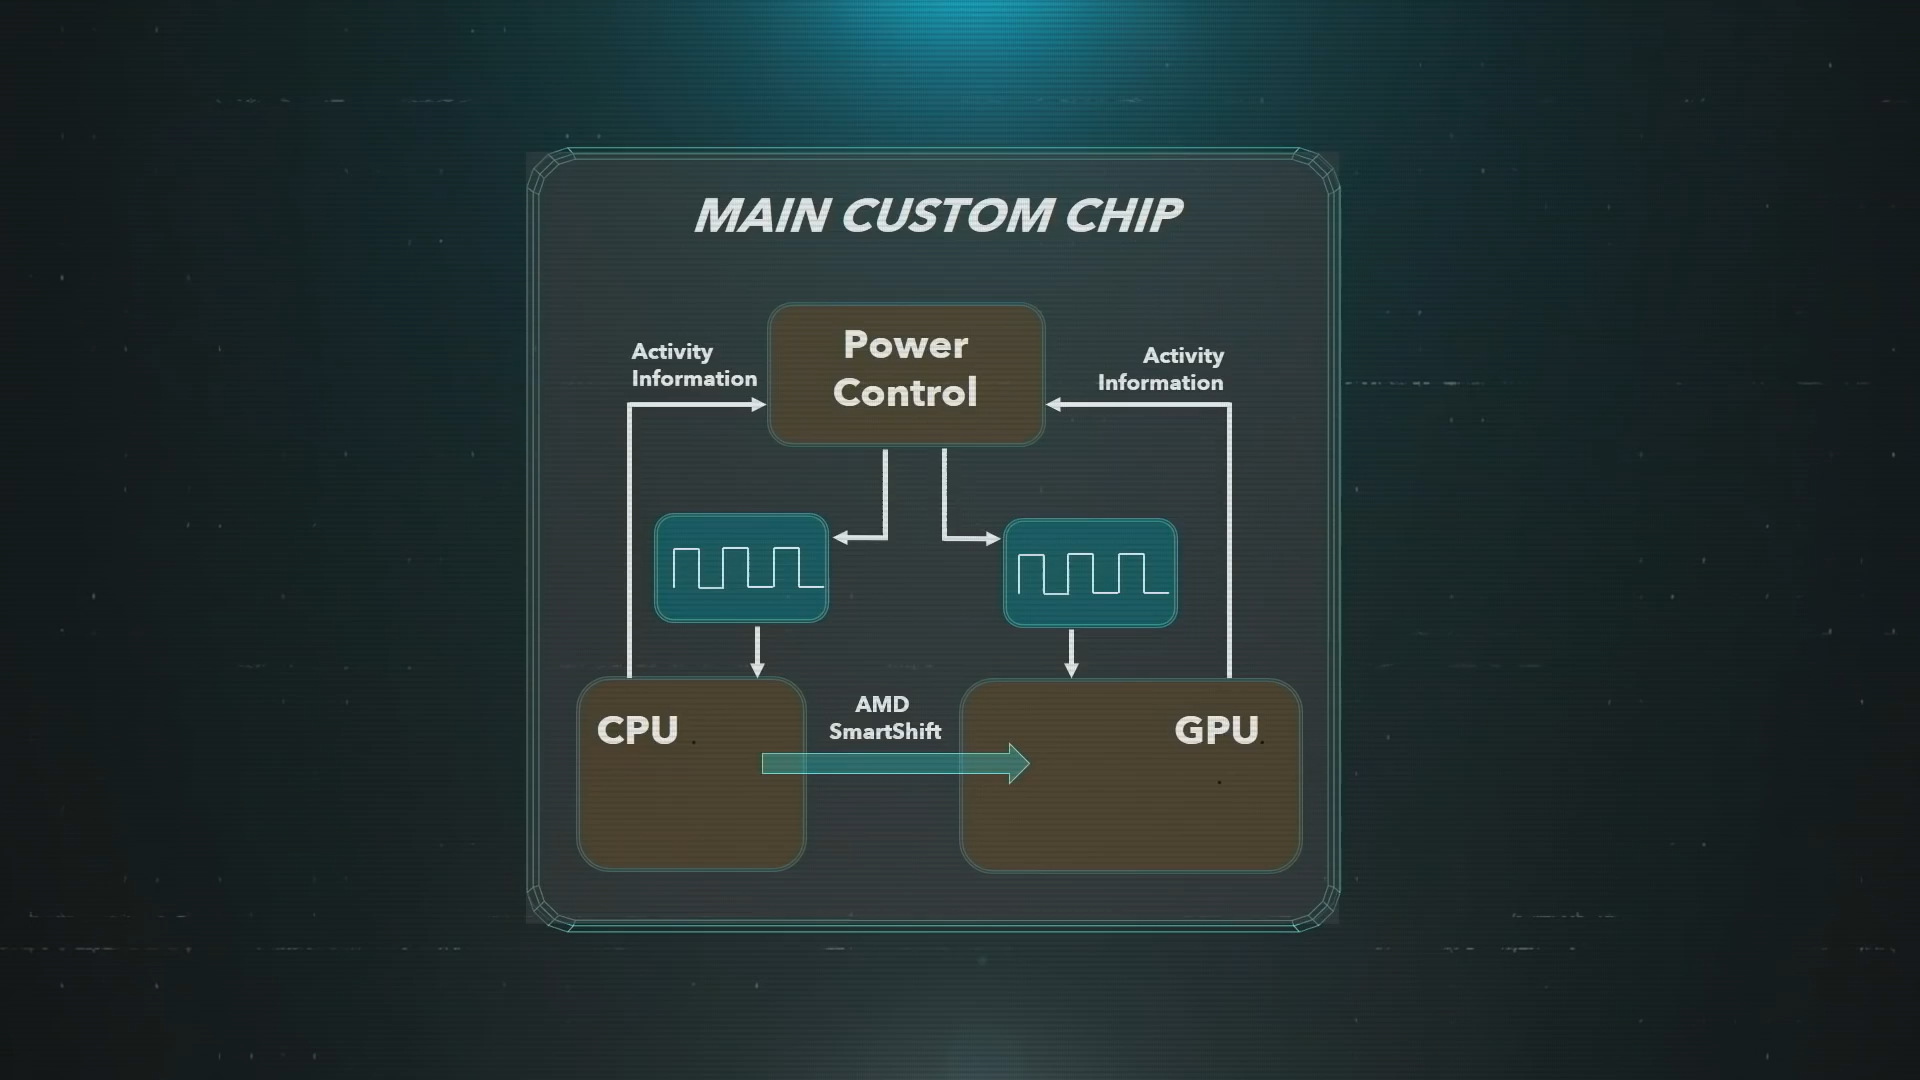 MAIN CUSTOM CHIP
Power
Control
Activity
Information
Activity
Information
CPU
AMD
SmartShift
GPU